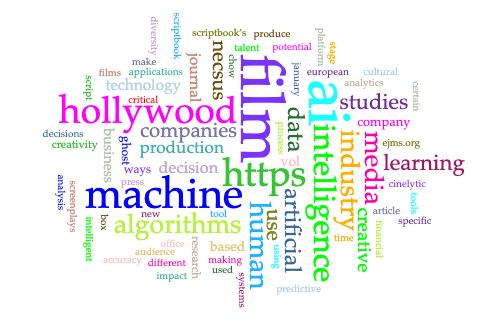 scriptbook's produce
diversity
scriptbook
talent potential
platform
stage
make
necsus
journal
chow
film
january
european cultural
films applications
technology
analytics
certain
script
critical
ai
studies
hollywood
data
company
decisions
creativity
companies
process
intelligence
industry
media
ejms.org
ghost
production
business
vol
learning
ways decision
https
analysis
screenplays
press
machine
artificial
cinelytic
tools
box
new
tool
human
use
creative
article
specific
intelligent
algorithms
office
audience
research
based
using
time
financial
accuracy different
making
used
impact
systems
predictive